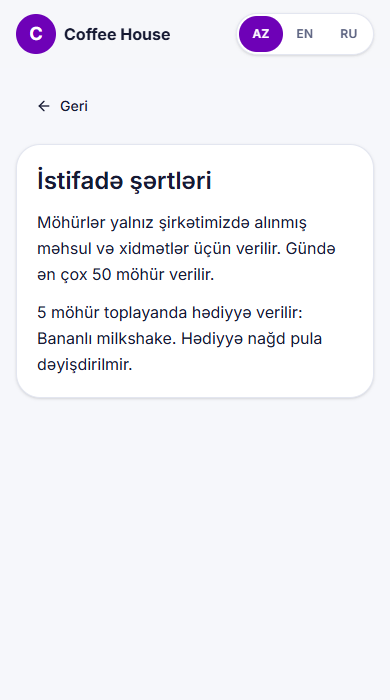 C Coffee House AZ EN RU
← Geri
İstifadə şərtləri
Möhürlər yalnız şirkətimizdə alınmış
məhsul və xidmətlər üçün verilir. Gündə
ən çox 50 möhür verilir.
5 möhür toplayanda hədiyyə verilir:
Bananlı milkshake. Hədiyyə nağd pula
dəyişdirilmir.